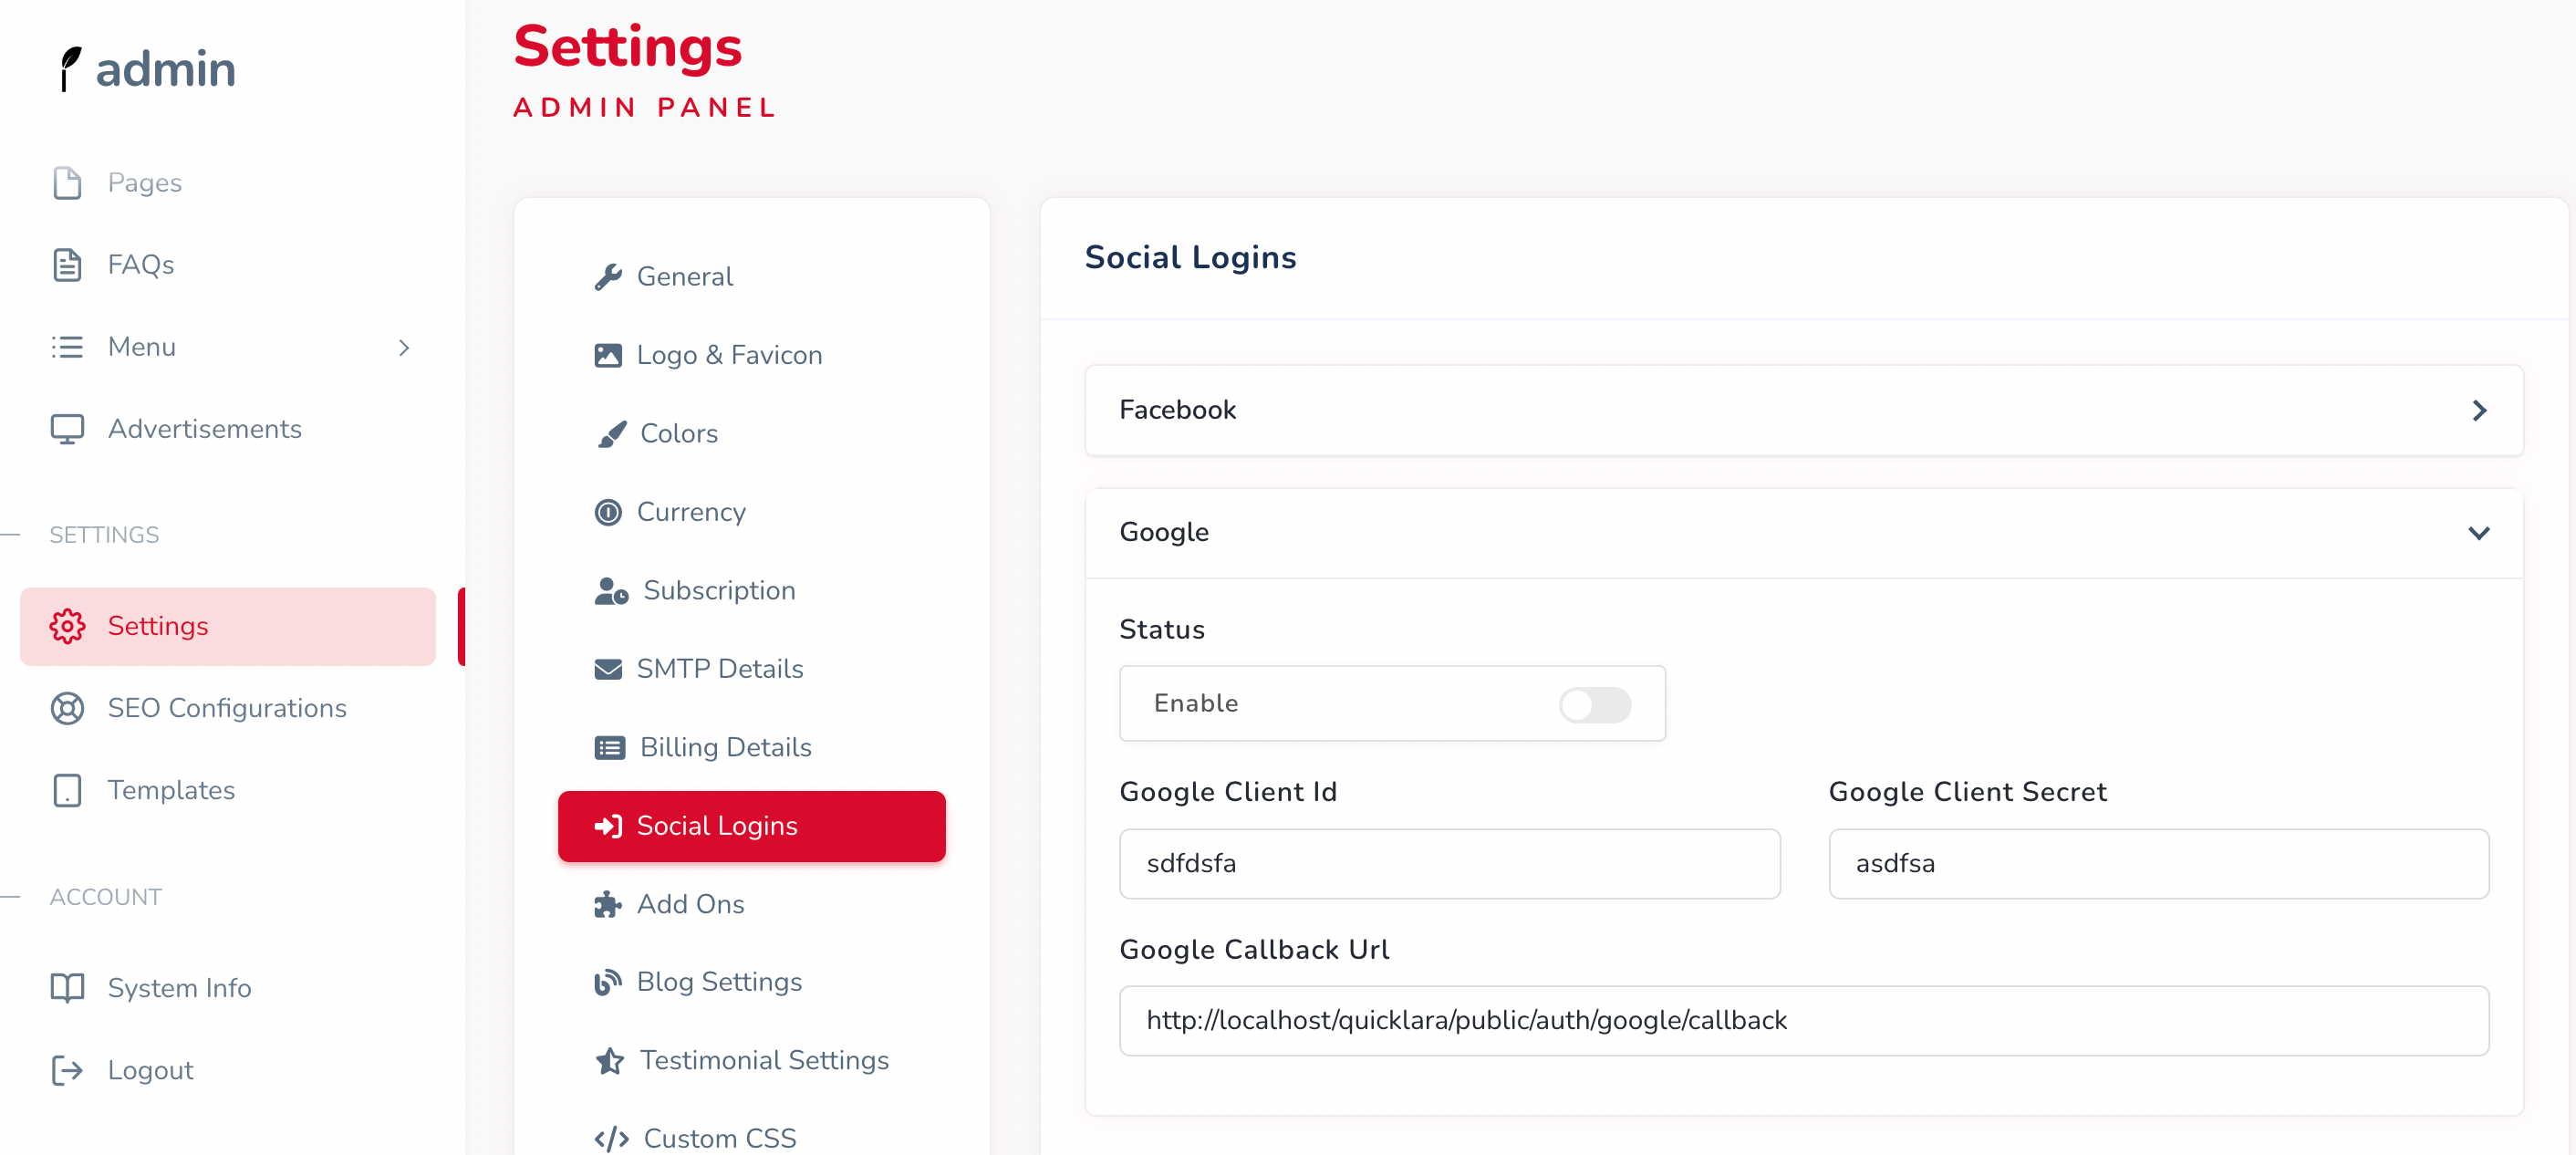 admin
Pages
FAQs
Menu
Advertisements
SETTINGS
Settings
SEO Configurations
Templates
ACCOUNT
System Info
Logout
Settings
ADMIN PANEL
General
Logo & Favicon
Colors
Currency
Subscription
SMTP Details
Billing Details
Social Logins
Add Ons
Blog Settings
Testimonial Settings
Custom CSS
Social Logins
Facebook
Google
Status
Enable
Google Client Id
Google Client Secret
sdfdsfa
asdfsa
Google Callback Url
http://localhost/quicklara/public/auth/google/callback